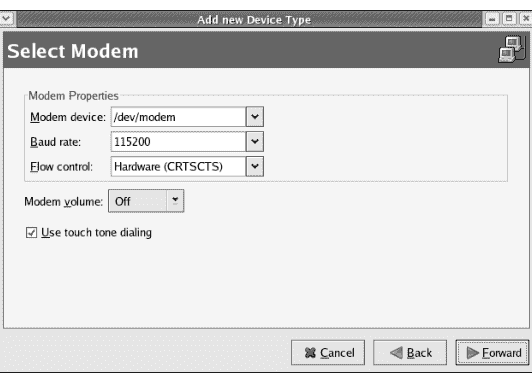 Add new Device Type
Select Modem
Modem Properties
Modem device: /dev/modem
Baud rate: 115200
Flow control: Hardware (CRTSCTS)
Modem volume: Off
Use touch tone dialing
Cancel Back Forward